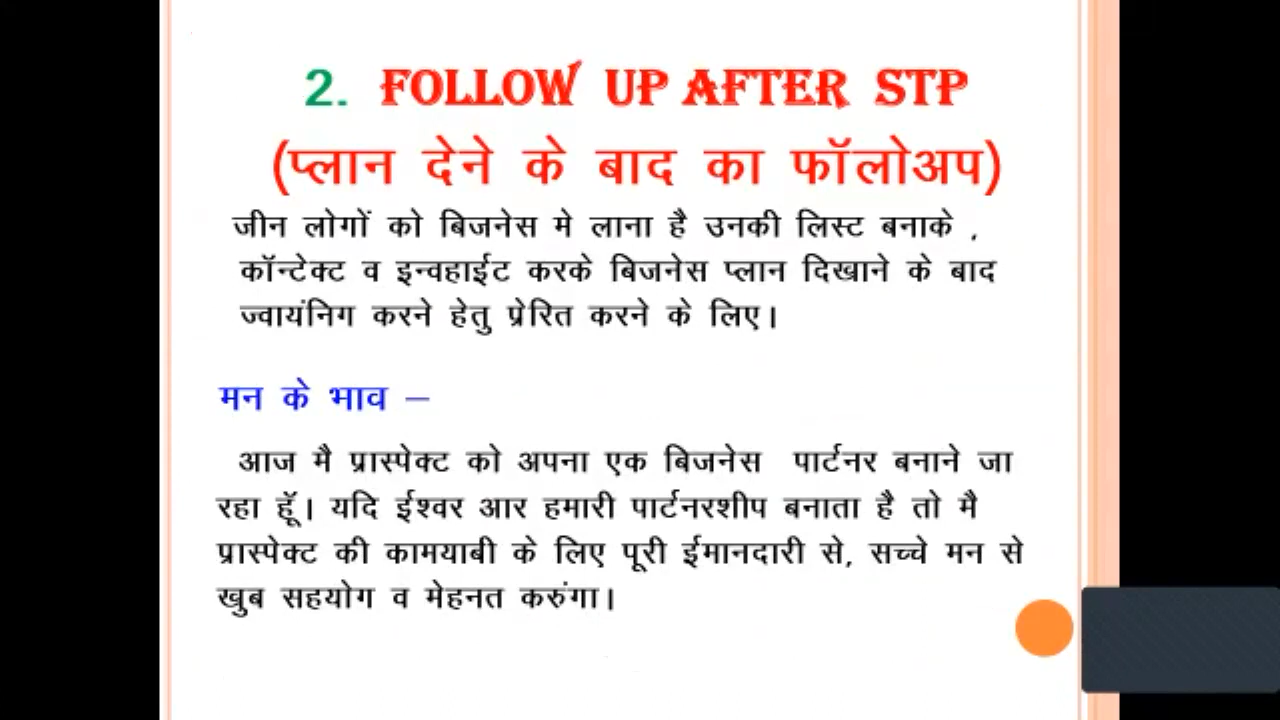 2. FOLLOW UP AFTER STP
(प्लान देने के बाद का फॉलोअप)
जीन लोगों को बिजनेस मे लाना है उनकी लिस्ट बनाके ,
कॉन्टेक्ट व इन्वहाईट करके बिजनेस प्लान दिखाने के बाद
ज्वायंनिग करने हेतु प्रेरित करने के लिए।
मन के भाव –
आज मै प्रास्पेक्ट को अपना एक बिजनेस पार्टनर बनाने जा
रहा हूॅ। यदि ईश्वर आर हमारी पार्टनरशीप बनाता है तो मै
प्रास्पेक्ट की कामयाबी के लिए पूरी ईमानदारी से, सच्चे मन से
खुब सहयोग व मेहनत करुंगा।